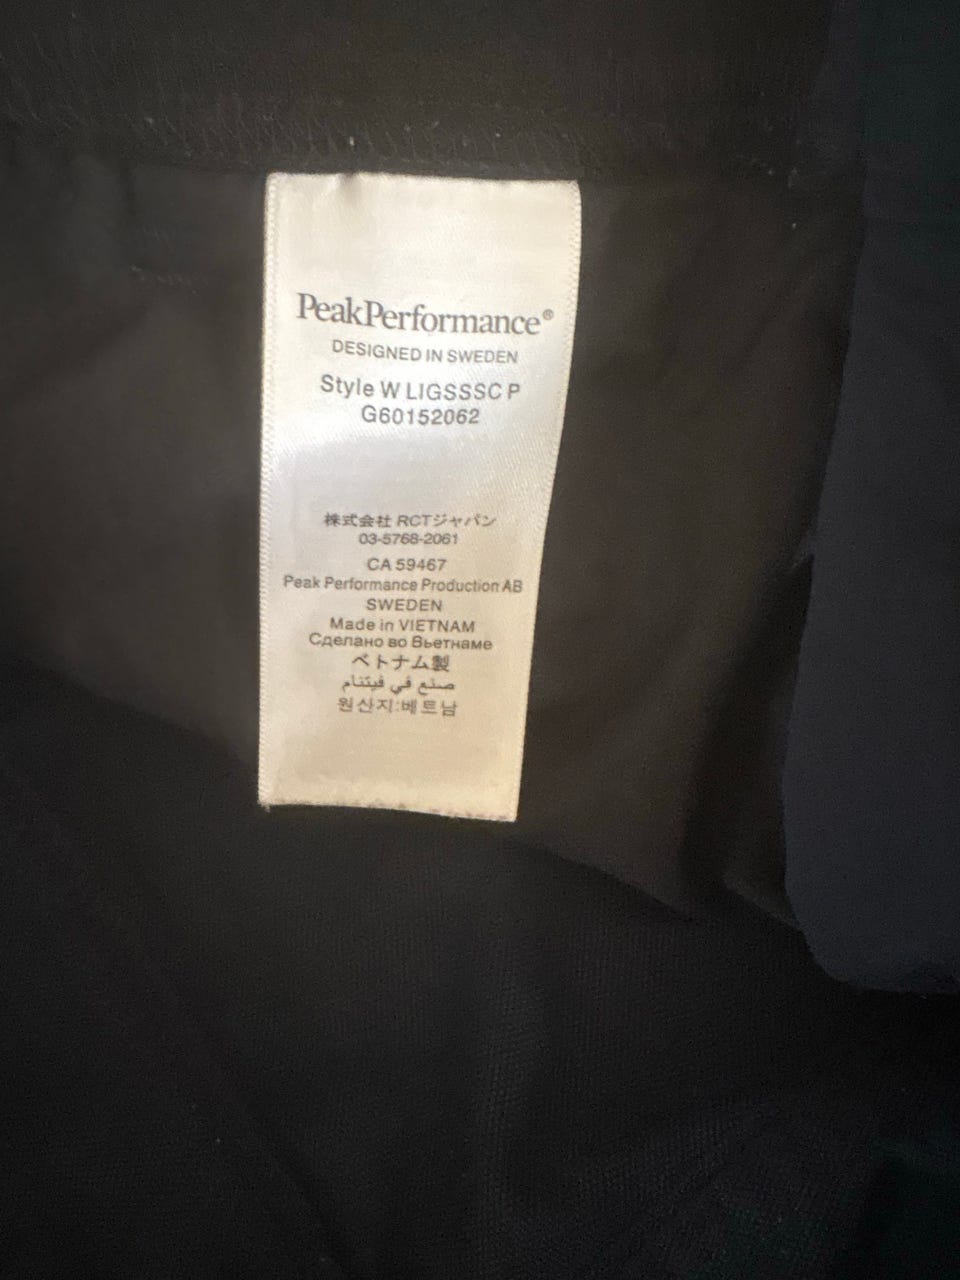 PeakPerformance®
DESIGNED IN SWEDEN
Style W LIGSSSC P
G60152062
株式会社 RCTジャパン
03-5768-2061
CA 59467
Peak Performance Production AB
SWEDEN
Made in VIETNAM
Сделано во Вьетнаме
ベトナム製
صنع في فيتنام
원산지:베트남